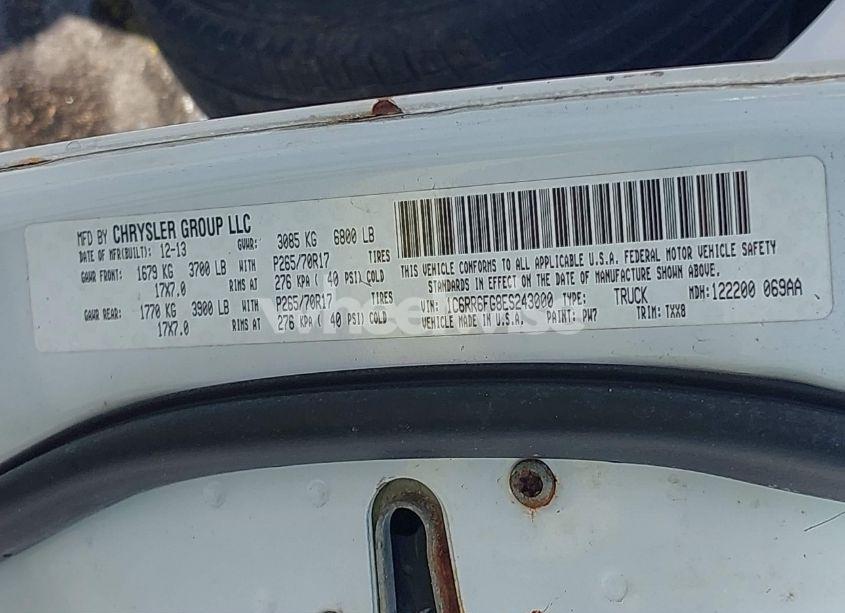 MFD BY CHRYSLER GROUP LLC
DATE OF MFR(BUILT): 12-13 GVWR: 3085 KG 6800 LB
GAWR FRONT: 1679 KG 3700 LB WITH P265/70R17 TIRES
17X7.0 RIMS AT 276 KPA ( 40 PSI) COLD
GAWR REAR: 1770 KG 3900 LB WITH P265/70R17 TIRES
17X7.0 RIMS AT 276 KPA ( 40 PSI) COLD
THIS VEHICLE CONFORMS TO ALL APPLICABLE U.S.A. FEDERAL MOTOR VEHICLE SAFETY
STANDARDS IN EFFECT ON THE DATE OF MANUFACTURE SHOWN ABOVE.
VIN: 1C6RR6FG8ES243000 TYPE: TRUCK MDH: 122200 069AA
VEHICLE MADE IN U.S.A. PAINT: PW7 TRIM: TXX8